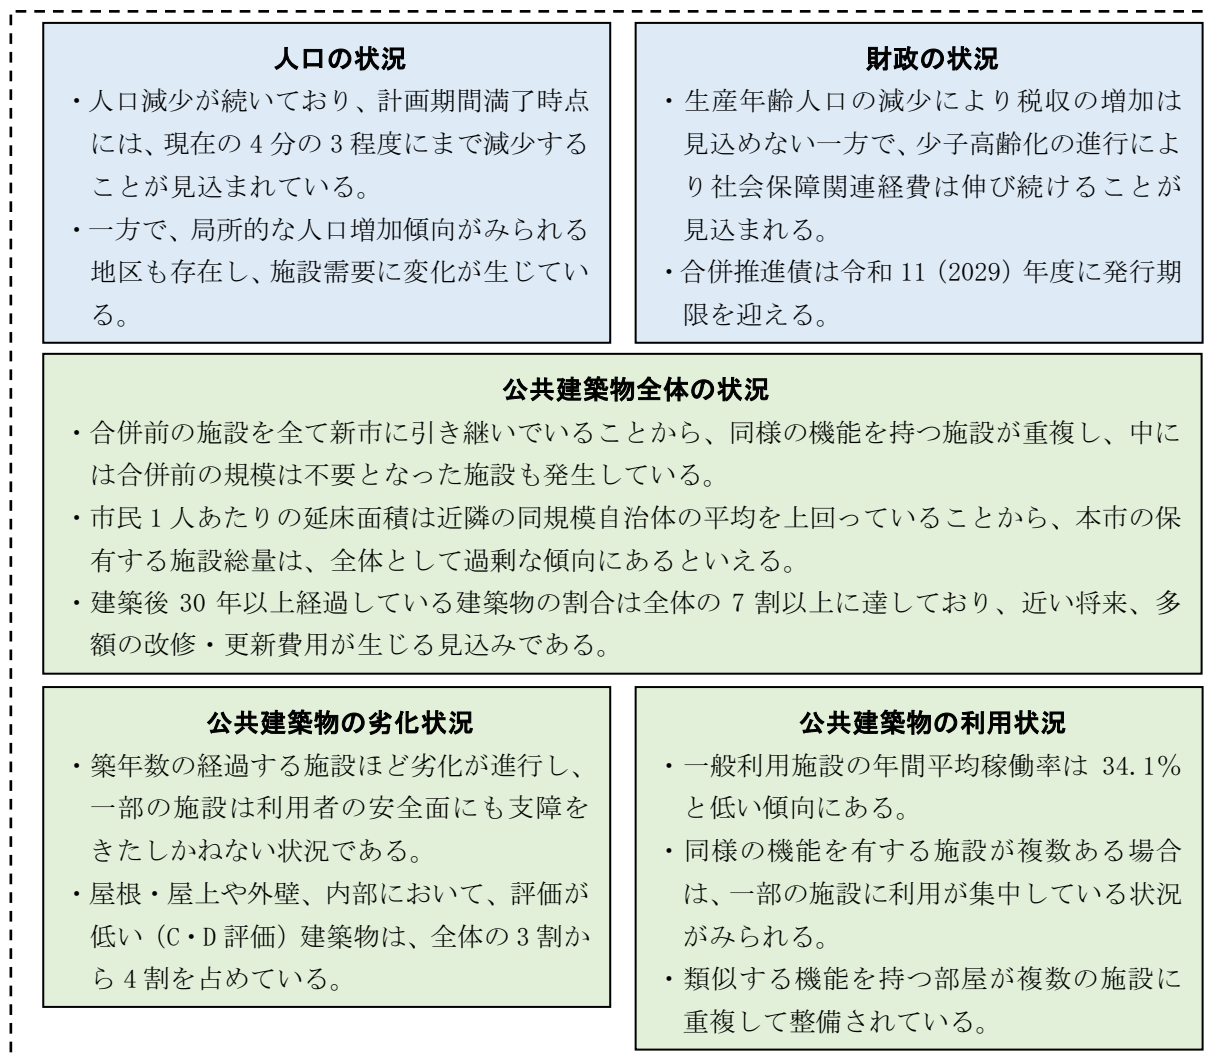 人口の状況
・人口減少が続いており、計画期間満了時点
には、現在の 4 分の 3 程度にまで減少する
ことが見込まれている。
・一方で、局所的な人口増加傾向がみられる
地区も存在し、施設需要に変化が生じてい
る。
財政の状況
・生産年齢人口の減少により税収の増加は
見込めない一方で、少子高齢化の進行によ
り社会保障関連経費は伸び続けることが
見込まれる。
・合併推進債は令和 11（2029）年度に発行期
限を迎える。
公共建築物全体の状況
・合併前の施設を全て新市に引き継いでいることから、同様の機能を持つ施設が重複し、中に
は合併前の規模は不要となった施設も発生している。
・市民 1 人あたりの延床面積は近隣の同規模自治体の平均を上回っていることから、本市の保
有する施設総量は、全体として過剰な傾向にあるといえる。
・建築後 30 年以上経過している建築物の割合は全体の 7 割以上に達しており、近い将来、多
額の改修・更新費用が生じる見込みである。
公共建築物の劣化状況
・築年数の経過する施設ほど劣化が進行し、
一部の施設は利用者の安全面にも支障を
きたしかねない状況である。
・屋根・屋上や外壁、内部において、評価が
低い（C・D 評価）建築物は、全体の 3 割か
ら 4 割を占めている。
公共建築物の利用状況
・一般利用施設の年間平均稼働率は 34.1％
と低い傾向にある。
・同様の機能を有する施設が複数ある場合
は、一部の施設に利用が集中している状況
がみられる。
・類似する機能を持つ部屋が複数の施設に
重複して整備されている。